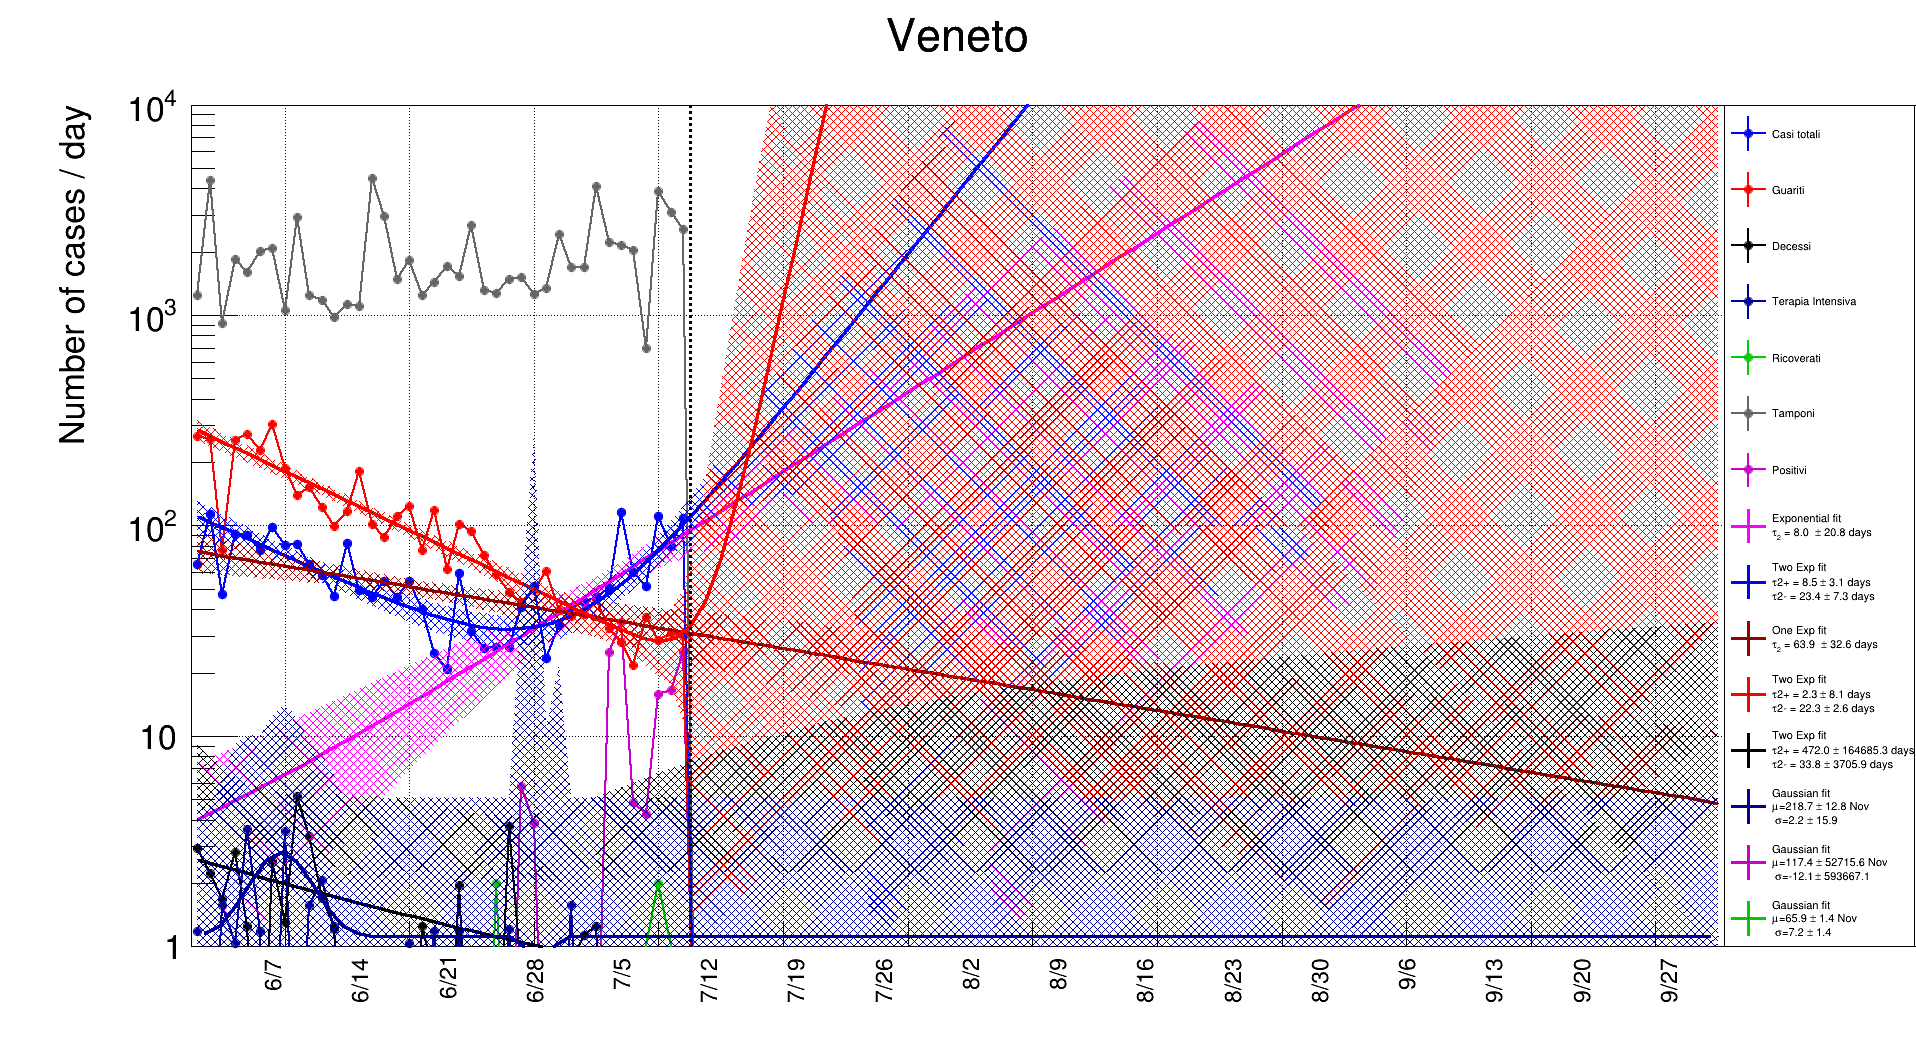 Veneto
Number of cases / day
10⁴
10³
10²
10
1
6/7
6/14
6/21
6/28
7/5
7/12
7/19
7/26
8/2
8/9
8/16
8/23
8/30
9/6
9/13
9/20
9/27
Casi totali
Guariti
Decessi
Terapia Intensiva
Ricoverati
Tamponi
Positivi
Exponential fit
τ₂ = 8.0 ± 20.8 days
Two Exp fit
τ2+ = 8.5 ± 3.1 days
τ2- = 23.4 ± 7.3 days
One Exp fit
τ₂ = 63.9 ± 32.6 days
Two Exp fit
τ2+ = 2.3 ± 8.1 days
τ2- = 22.3 ± 2.6 days
Two Exp fit
τ2+ = 472.0 ± 164685.3 days
τ2- = 33.8 ± 3705.9 days
Gaussian fit
μ=218.7 ± 12.8 Nov
σ=2.2 ± 15.9
Gaussian fit
μ=117.4 ± 52715.6 Nov
σ=-12.1 ± 593667.1
Gaussian fit
μ=65.9 ± 1.4 Nov
σ=7.2 ± 1.4